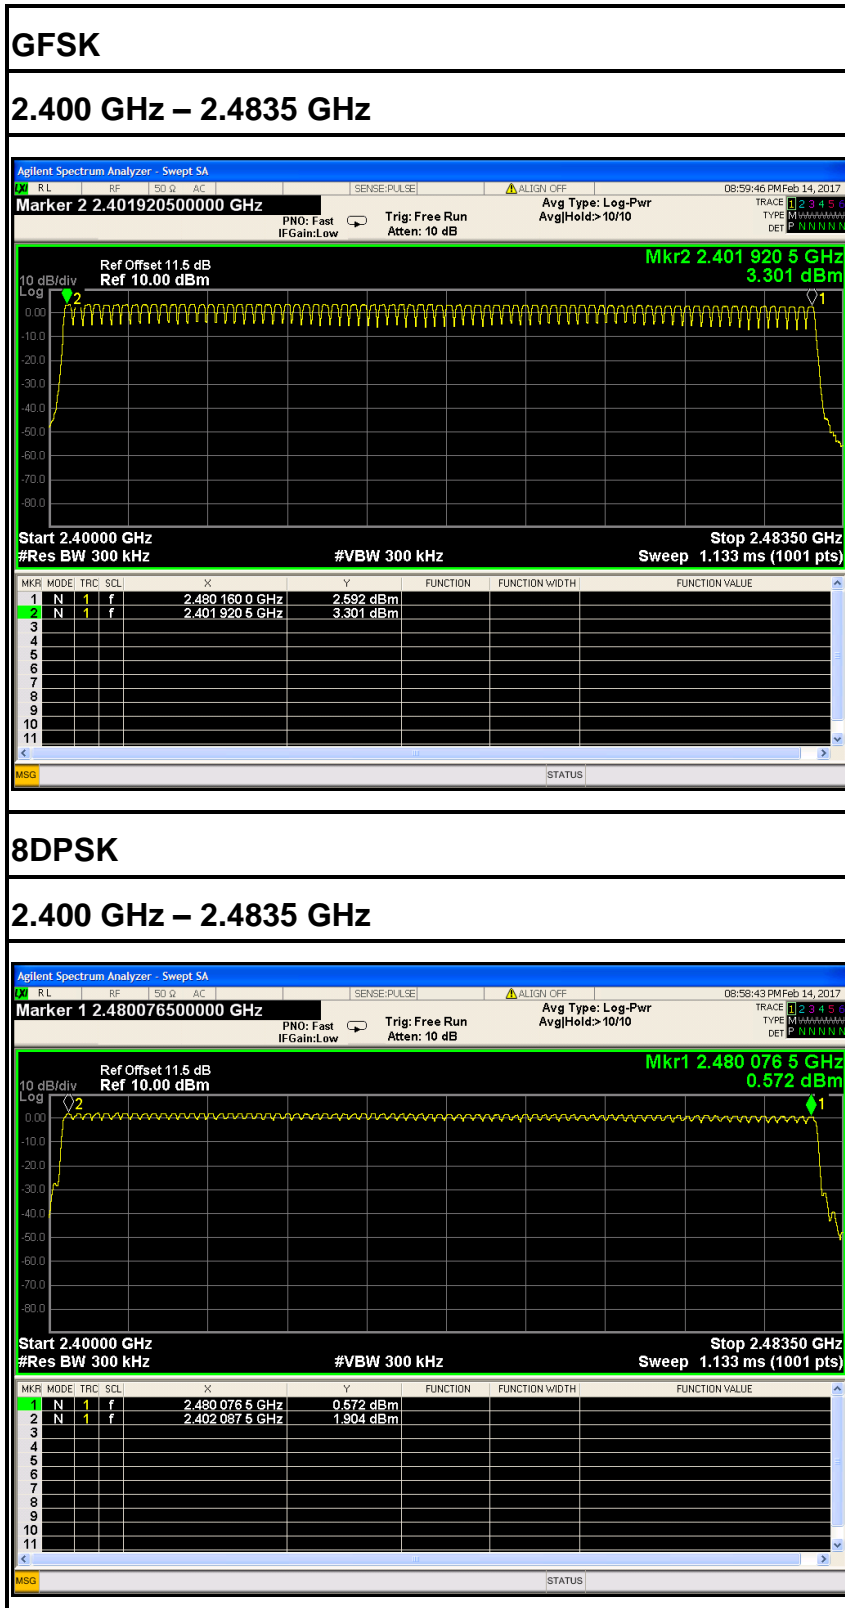 GFSK
2.400 GHz – 2.4835 GHz
Agilent Spectrum Analyzer - Swept SA
LXI RL RF 50 Ω AC SENSE:PULSE ALIGN OFF 08:59:46 PM Feb 14, 2017
Marker 2 2.401920500000 GHz
PNO: Fast
IFGain:Low
Trig: Free Run
Atten: 10 dB
Avg Type: Log-Pwr
Avg|Hold:>10/10
TRACE 1 2 3 4 5 6
TYPE M
DET P N N N N N
Mkr2 2.401 920 5 GHz
3.301 dBm
Ref Offset 11.5 dB
10 dB/div Ref 10.00 dBm
Log
2
1
0.00
-10.0
-20.0
-30.0
-40.0
-50.0
-60.0
-70.0
-80.0
Start 2.40000 GHz Stop 2.48350 GHz
#Res BW 300 kHz #VBW 300 kHz Sweep 1.133 ms (1001 pts)
MKR MODE TRC SCL X Y FUNCTION FUNCTION WIDTH FUNCTION VALUE
1 N 1 f 2.480 160 0 GHz 2.592 dBm
2 N 1 f 2.401 920 5 GHz 3.301 dBm
3
4
5
6
7
8
9
10
11
MSG STATUS
8DPSK
2.400 GHz – 2.4835 GHz
Agilent Spectrum Analyzer - Swept SA
LXI RL RF 50 Ω AC SENSE:PULSE ALIGN OFF 08:58:43 PM Feb 14, 2017
Marker 1 2.480076500000 GHz
PNO: Fast
IFGain:Low
Trig: Free Run
Atten: 10 dB
Avg Type: Log-Pwr
Avg|Hold:>10/10
TRACE 1 2 3 4 5 6
TYPE M
DET P N N N N N
Mkr1 2.480 076 5 GHz
0.572 dBm
Ref Offset 11.5 dB
10 dB/div Ref 10.00 dBm
Log
2
1
0.00
-10.0
-20.0
-30.0
-40.0
-50.0
-60.0
-70.0
-80.0
Start 2.40000 GHz Stop 2.48350 GHz
#Res BW 300 kHz #VBW 300 kHz Sweep 1.133 ms (1001 pts)
MKR MODE TRC SCL X Y FUNCTION FUNCTION WIDTH FUNCTION VALUE
1 N 1 f 2.480 076 5 GHz 0.572 dBm
2 N 1 f 2.402 087 5 GHz 1.904 dBm
3
4
5
6
7
8
9
10
11
MSG STATUS